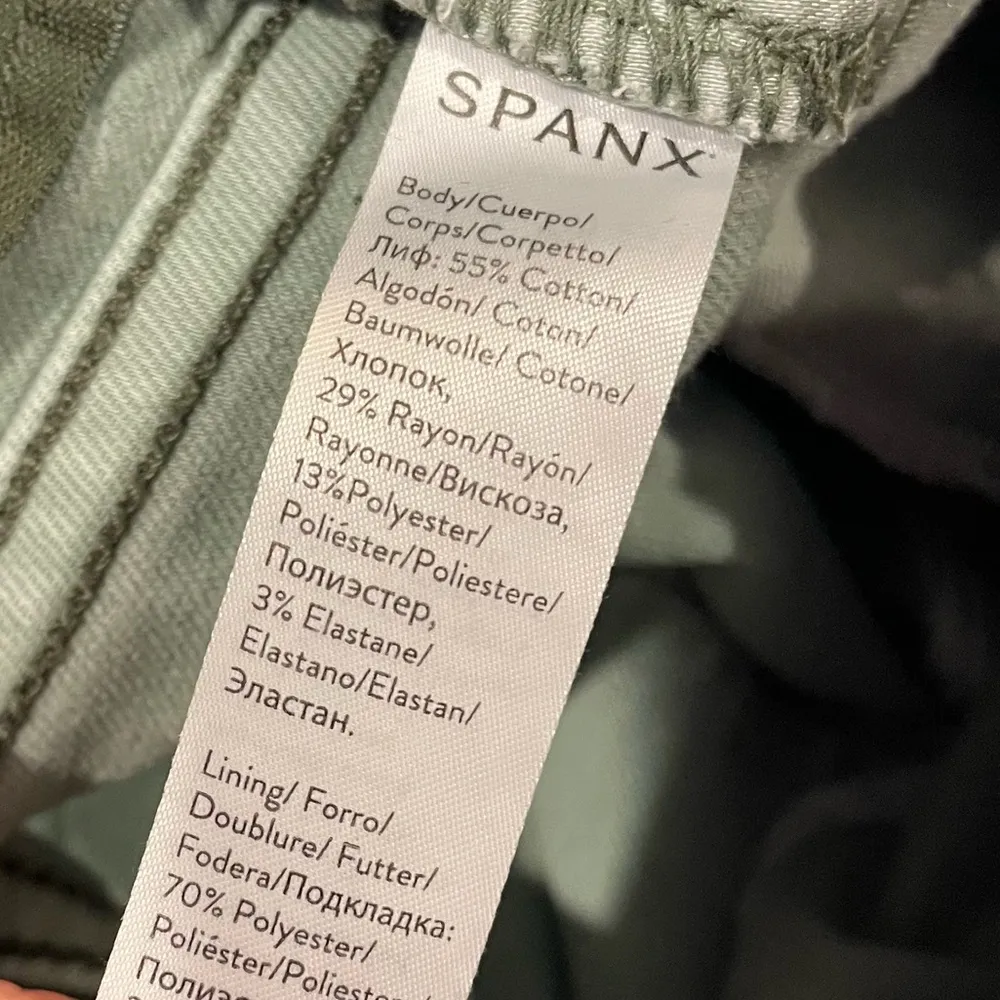 SPANX
Body/Cuerpo/
Corps/Corpetto/
Лиф: 55% Cotton/
Algodón/ Coton/
Baumwolle/ Cotone/
Хлопок,
29% Rayon/Rayón/
Rayonne/Вискоза,
13%Polyester/
Poliéster/Poliestere/
Полиэстер,
3% Elastane/
Elastano/Elastan/
Эластан.
Lining/ Forro/
Doublure/ Futter/
Fodera/Подкладка:
70% Polyester/
Poliéster/Poliestere/